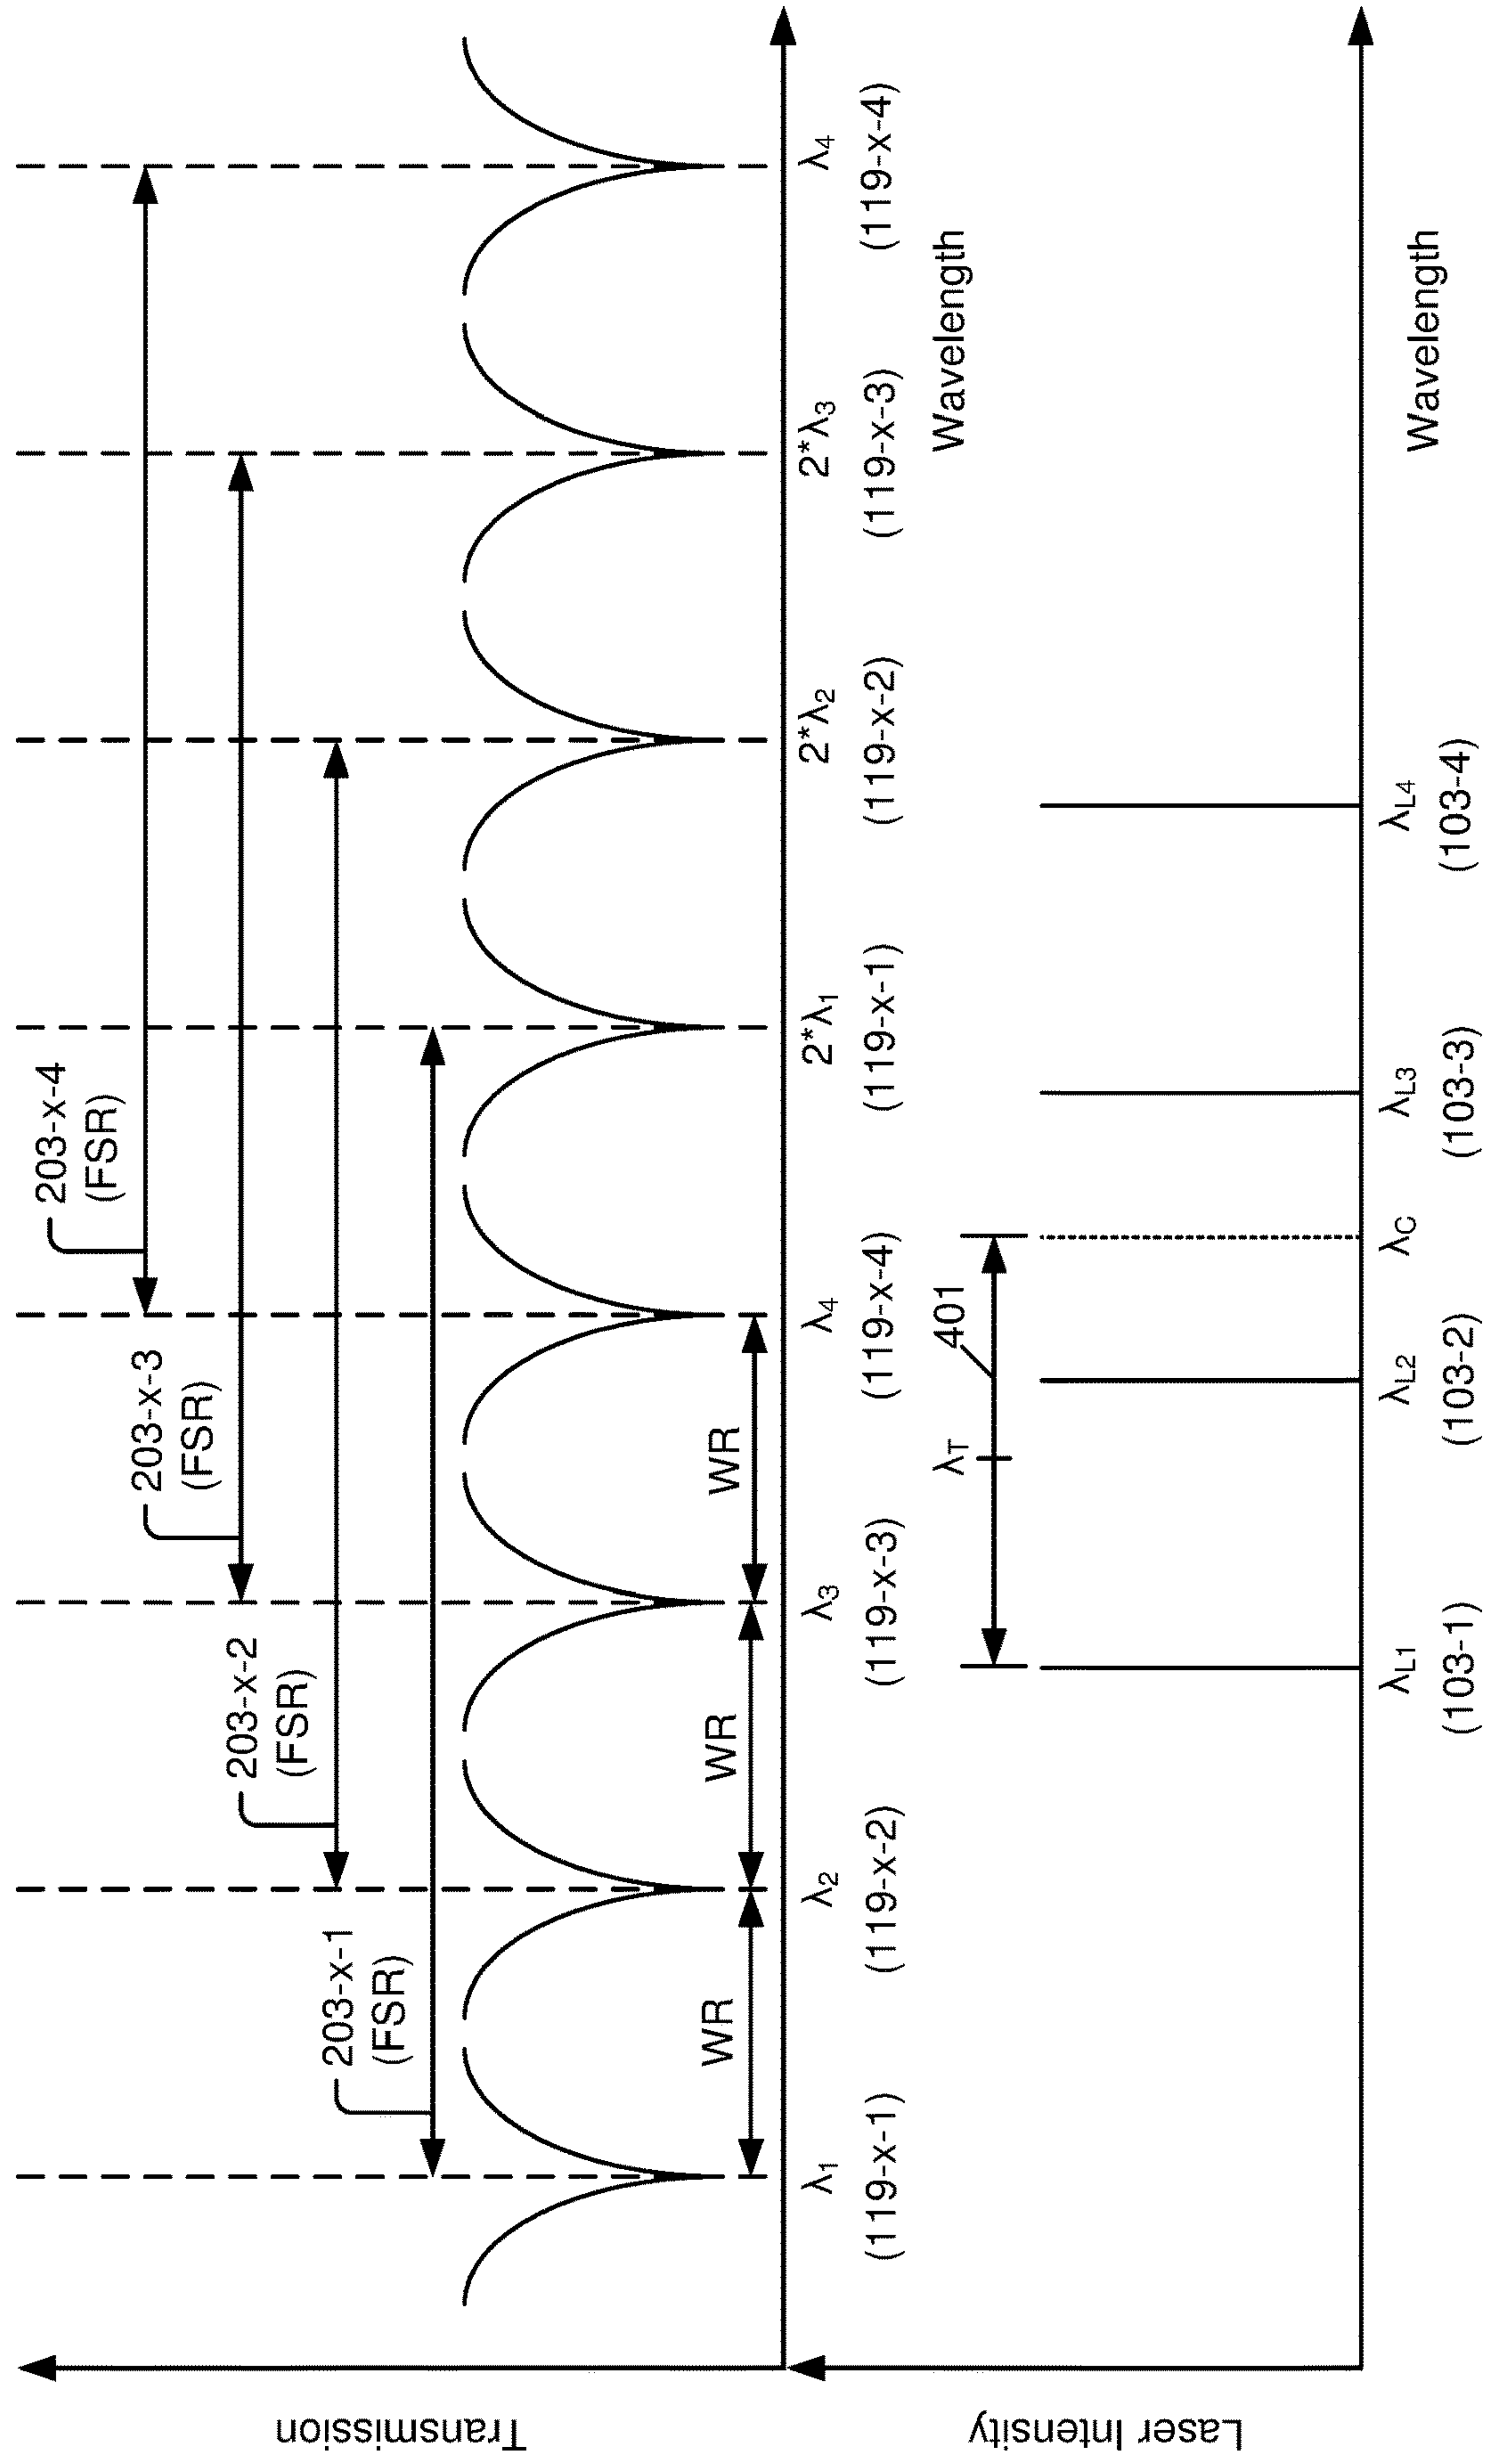 Transmission
203-x-4
(FSR)
203-x-3
(FSR)
203-x-2
(FSR)
203-x-1
(FSR)
WR
WR
WR
λ1
λ2
λ3
λ4
2*λ1
2*λ2
2*λ3
λ4
(119-x-1)
(119-x-2)
(119-x-3)
(119-x-4)
(119-x-1)
(119-x-2)
(119-x-3)
(119-x-4)
Wavelength
Laser Intensity
λT
401
λL1
λL2
λC
λL3
λL4
(103-1)
(103-2)
(103-3)
(103-4)
Wavelength